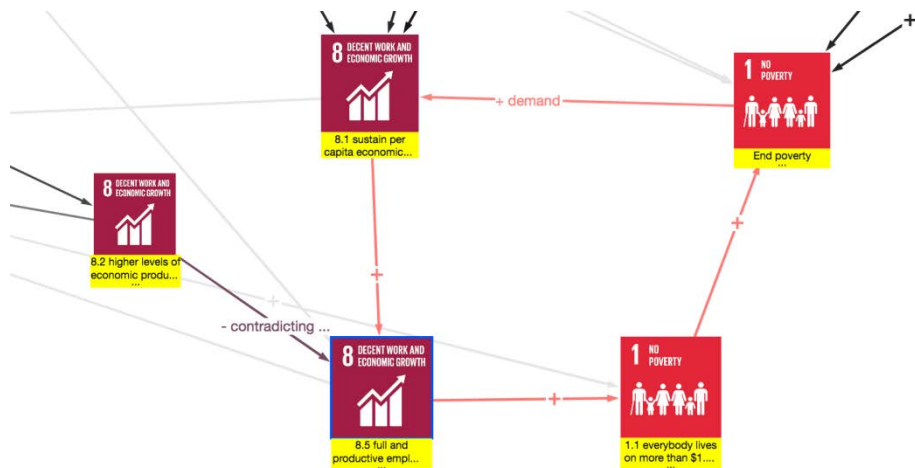 +
8 DECENT WORK AND
ECONOMIC GROWTH
8.1 sustain per
capita economic...
+ demand
1 NO
POVERTY
End poverty
...
8 DECENT WORK AND
ECONOMIC GROWTH
8.2 higher levels of
economic produ...
...
+
+
+
- contradicting ...
8 DECENT WORK AND
ECONOMIC GROWTH
8.5 full and
productive empl...
...
+
1 NO
POVERTY
1.1 everybody lives
on more than $1....
...